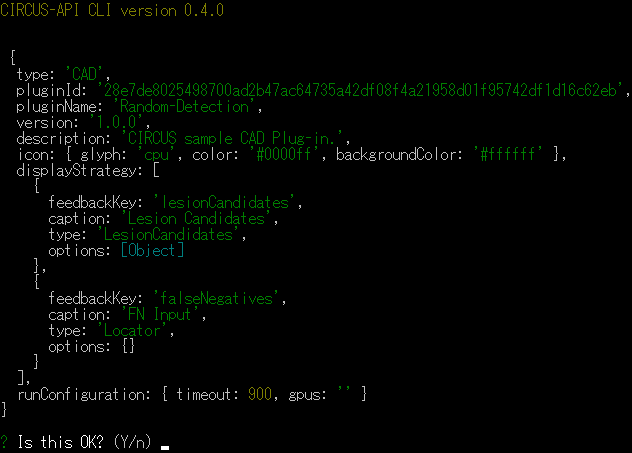 CIRCUS-API CLI version 0.4.0
{
type: 'CAD',
pluginId: '28e7de8025498700ad2b47ac64735a42df08f4a21958d01f95742df1d16c62eb',
pluginName: 'Random-Detection',
version: '1.0.0',
description: 'CIRCUS sample CAD Plug-in.',
icon: { glyph: 'cpu', color: '#0000ff', backgroundColor: '#ffffff' },
displayStrategy: [
{
feedbackKey: 'lesionCandidates',
caption: 'Lesion Candidates',
type: 'LesionCandidates',
options: [Object]
},
{
feedbackKey: 'falseNegatives',
caption: 'FN Input',
type: 'Locator',
options: {}
}
],
runConfiguration: { timeout: 900, gpus: '' }
}
? Is this OK? (Y/n)